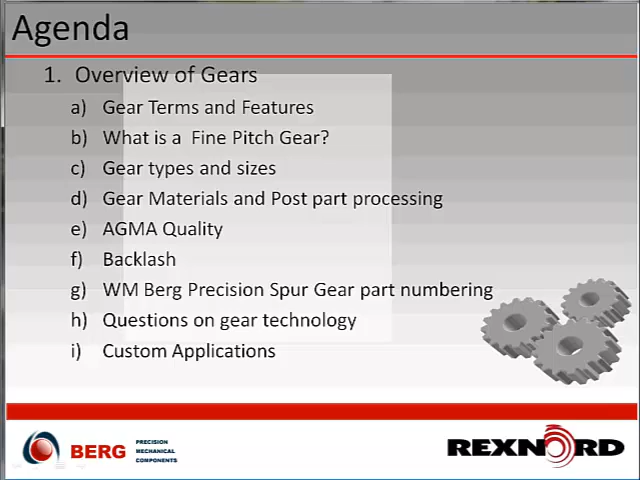 Agenda
1. Overview of Gears
a) Gear Terms and Features
b) What is a Fine Pitch Gear?
c) Gear types and sizes
d) Gear Materials and Post part processing
e) AGMA Quality
f) Backlash
g) WM Berg Precision Spur Gear part numbering
h) Questions on gear technology
i) Custom Applications
BERG
PRECISION
MECHANICAL
COMPONENTS
REXNORD